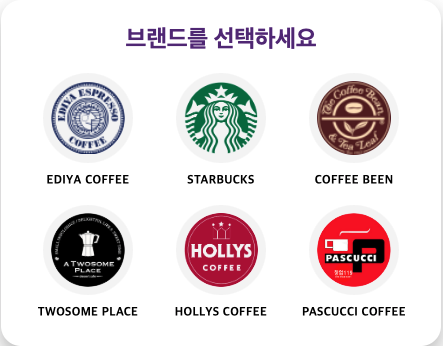 브랜드를 선택하세요
EDIYA ESPRESSO
COFFEE
The Coffee Bean
& Tea Leaf
EDIYA COFFEE
STARBUCKS
COFFEE BEEN
A TWOSOME
PLACE
HOLLYS
COFFEE
PASCUCCI
TWOSOME PLACE
HOLLYS COFFEE
PASCUCCI COFFEE